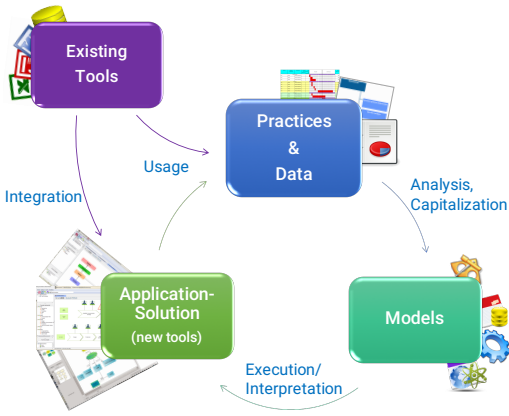 Existing
Tools
Practices
&
Data
Usage
Integration
Analysis,
Capitalization
Application-
Solution
(new tools)
Models
Execution/
Interpretation